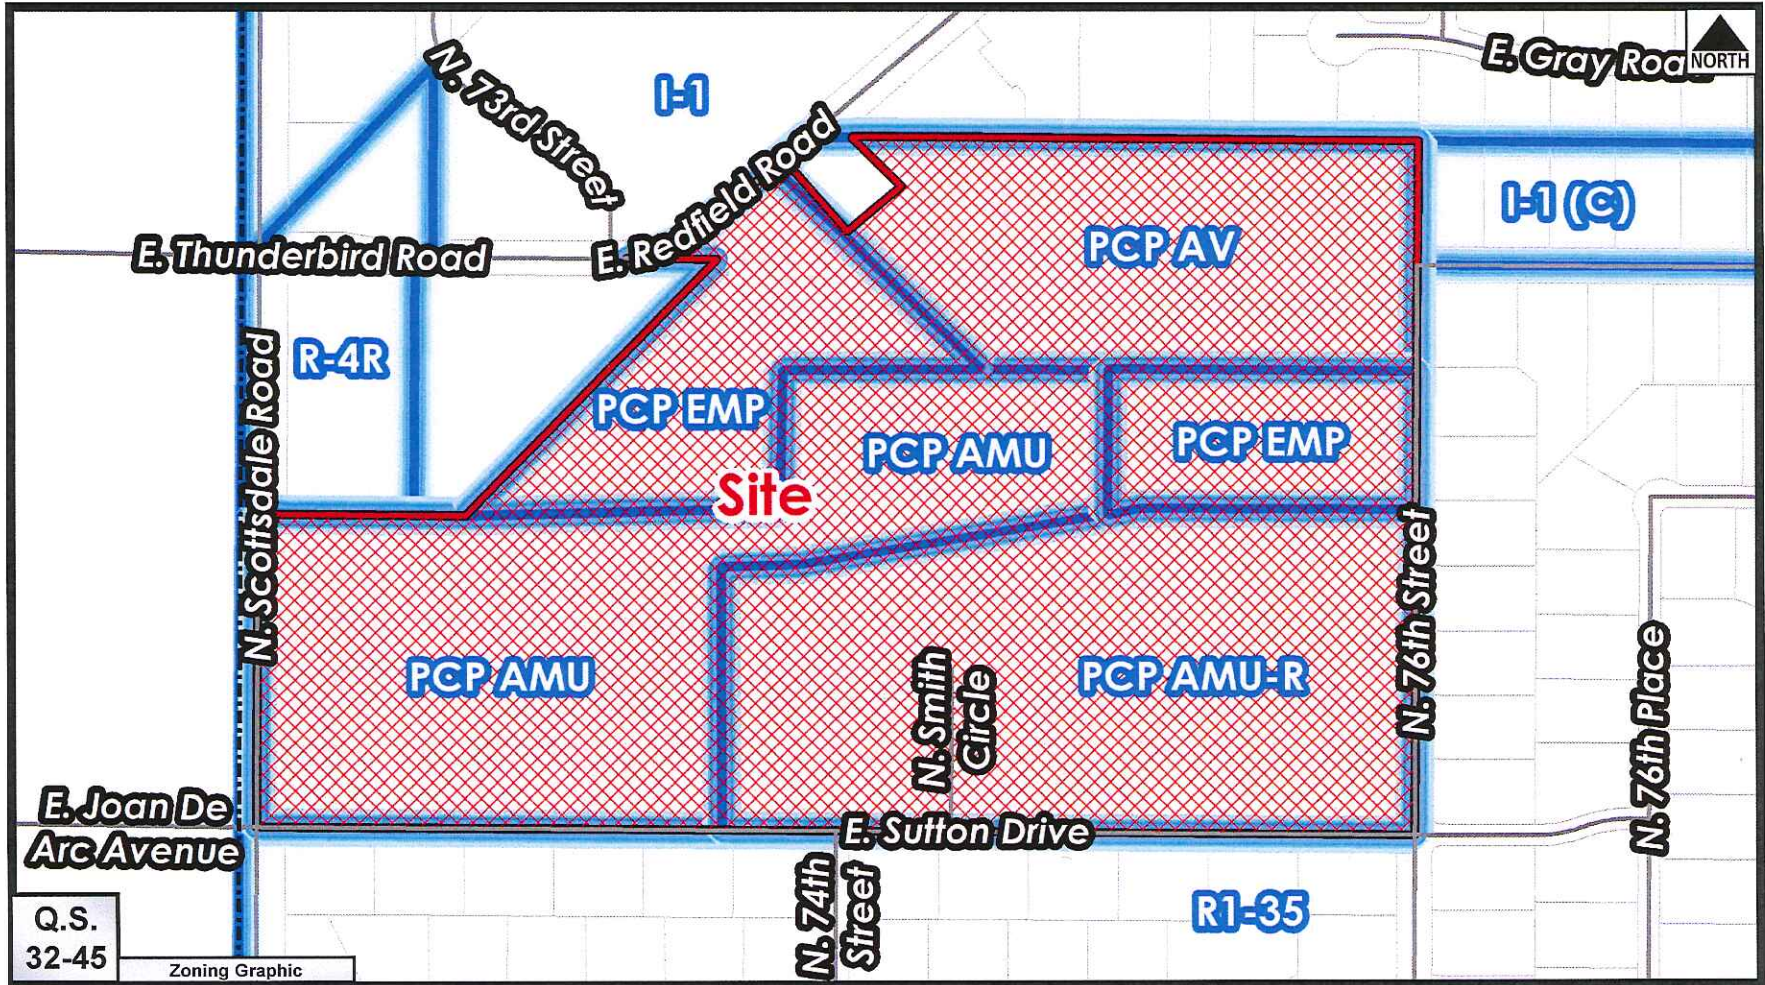 E. Gray Roa
NORTH
N. 73rd Street
I-1
E. Redfield Road
I-1 (C)
E. Thunderbird Road
PCP AV
R-4R
N. Scottsdale Road
PCP EMP
PCP AMU
PCP EMP
Site
N. 76th Street
PCP AMU
N. Smith
Circle
PCP AMU-R
N. 76th Place
E. Joan De
Arc Avenue
E. Sutton Drive
N. 74th
Street
R1-35
Q.S.
32-45
Zoning Graphic